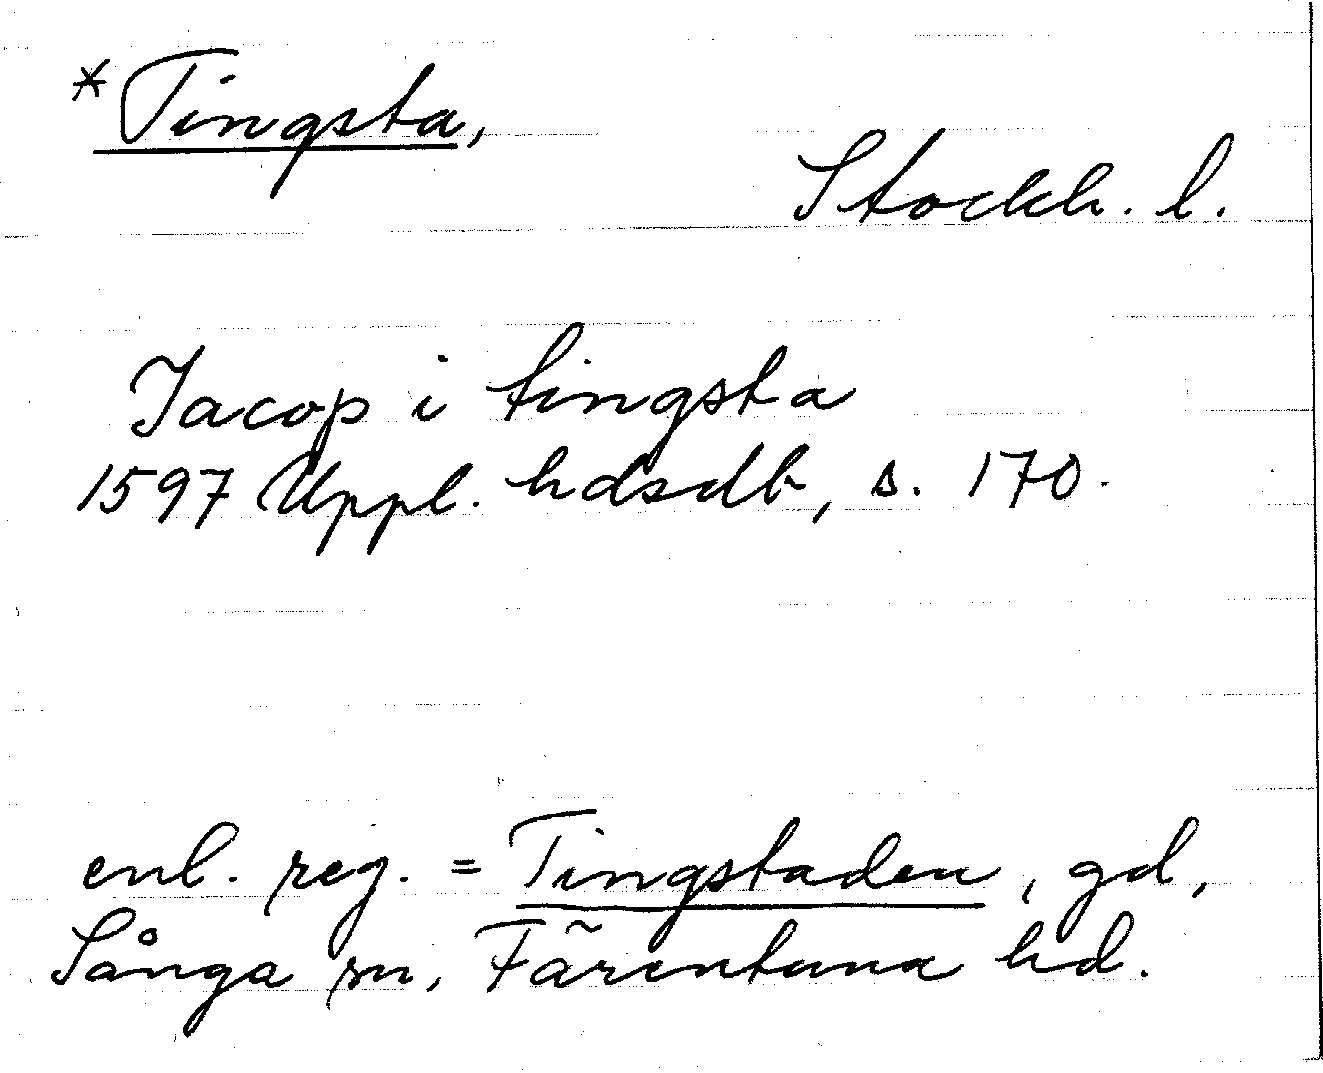 * Tingsta,
Stockh. l.
Jacop i tingsta
1597 Uppl. hdsdb, s. 170.
enl. reg. = Tingstaden, gd,
Sånga sn, Färentuna hd.